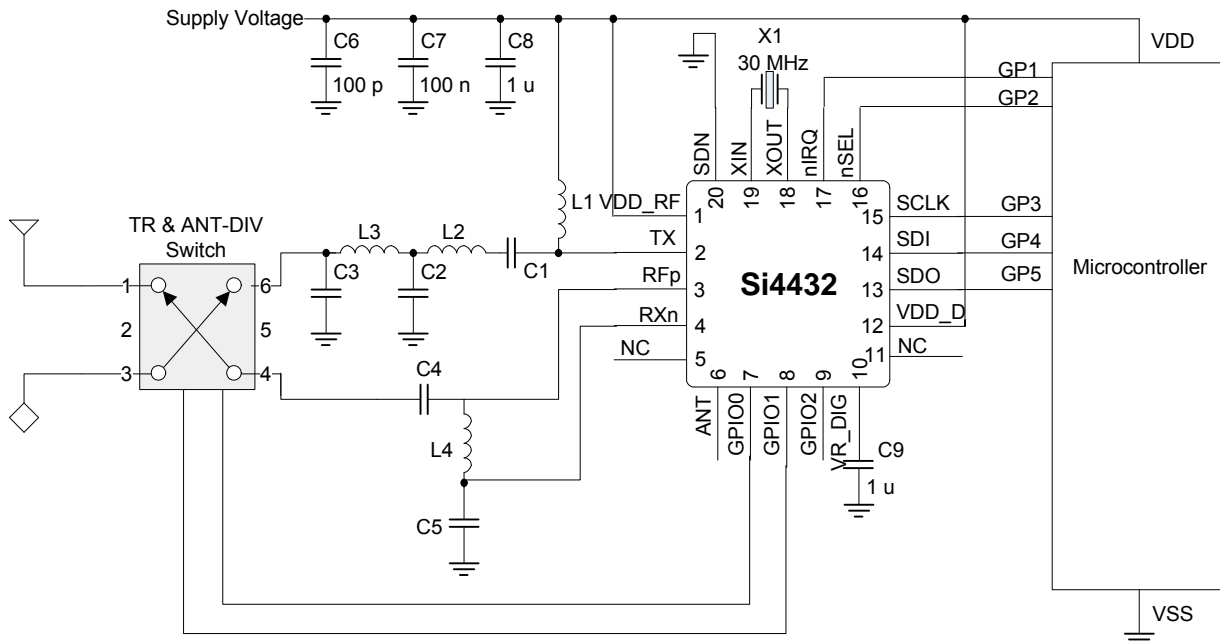 Supply Voltage
C6
100 p
C7
100 n
C8
1 u
X1
30 MHz
VDD
GP1
GP2
SDN
XIN
XOUT
nIRQ
nSEL
20
19
18
17
16
L1
VDD_RF
TX
RFp
RXn
NC
1
2
3
4
5
Si4432
15
14
13
12
11
SCLK
SDI
SDO
VDD_D
NC
GP3
GP4
GP5
Microcontroller
TR & ANT-DIV
Switch
1
2
3
6
5
4
L3
L2
C3
C2
C1
C4
L4
C5
6
7
8
9
10
ANT
GPIO0
GPIO1
GPIO2
VR_DIG
C9
1 u
VSS